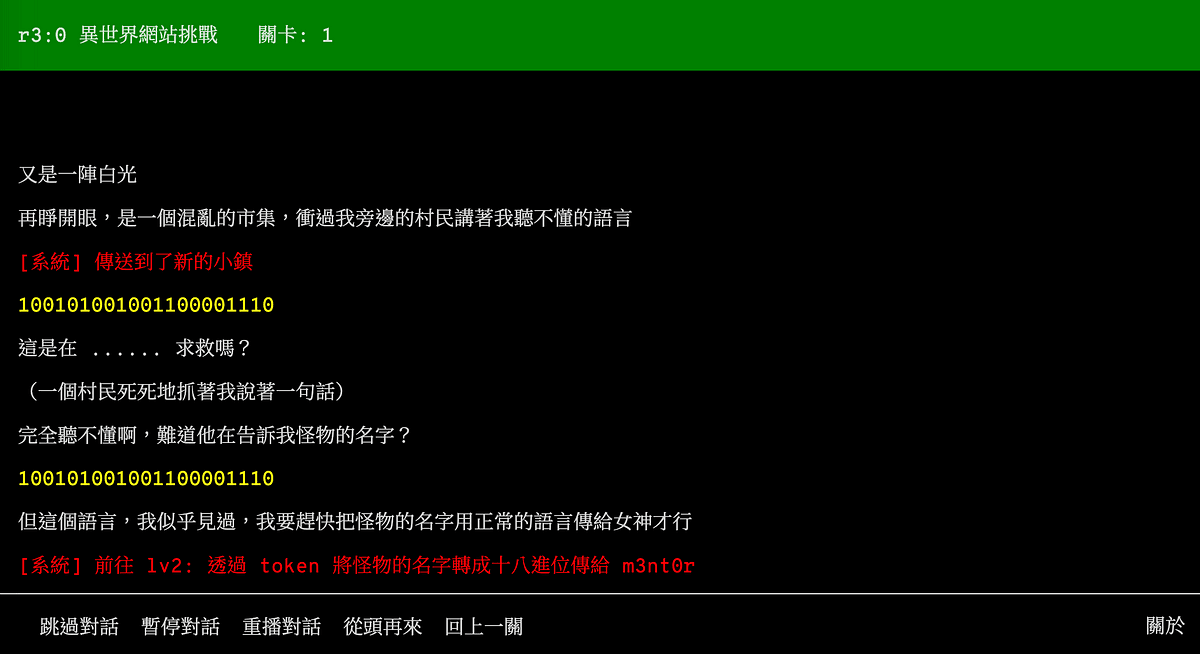 r3:0 異世界網站挑戰 關卡: 1
又是一陣白光
再睜開眼，是一個混亂的市集，衝過我旁邊的村民講著我聽不懂的語言
[系統] 傳送到了新的小鎮
100101001001100001110
這是在 ...... 求救嗎？
（一個村民死死地抓著我說著一句話）
完全聽不懂啊，難道他在告訴我怪物的名字？
100101001001100001110
但這個語言，我似乎見過，我要趕快把怪物的名字用正常的語言傳給女神才行
[系統] 前往 lv2: 透過 token 將怪物的名字轉成十八進位傳給 m3nt0r
跳過對話 暫停對話 重播對話 從頭再來 回上一關 關於